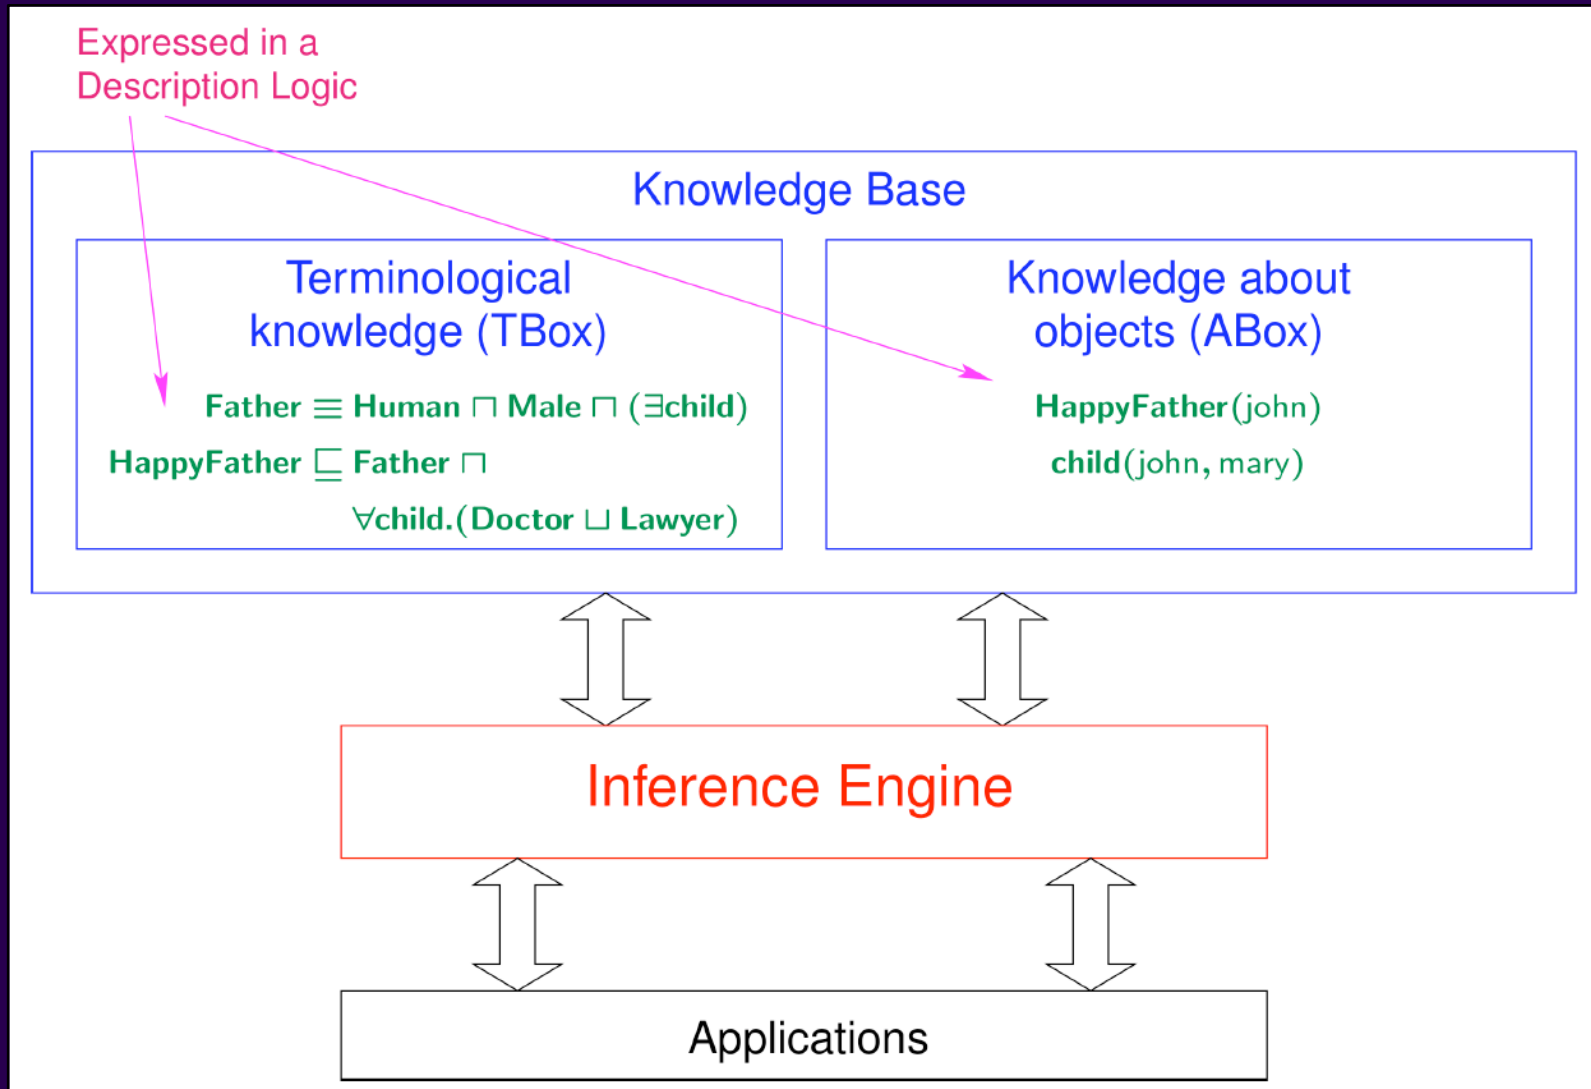 Expressed in a
Description Logic
Knowledge Base
Terminological
knowledge (TBox)
Father ≡ Human ⊓ Male ⊓ (∃child)
HappyFather ⊑ Father ⊓
∀child.(Doctor ⊔ Lawyer)
Knowledge about
objects (ABox)
HappyFather(john)
child(john, mary)
Inference Engine
Applications